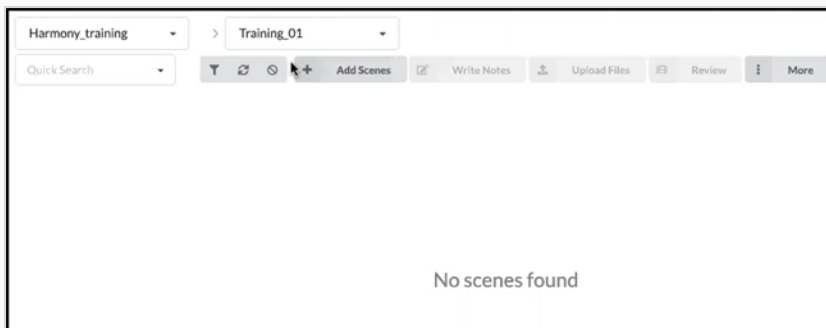 Harmony_training > Training_01
Quick Search Add Scenes Write Notes Upload Files Review More
No scenes found